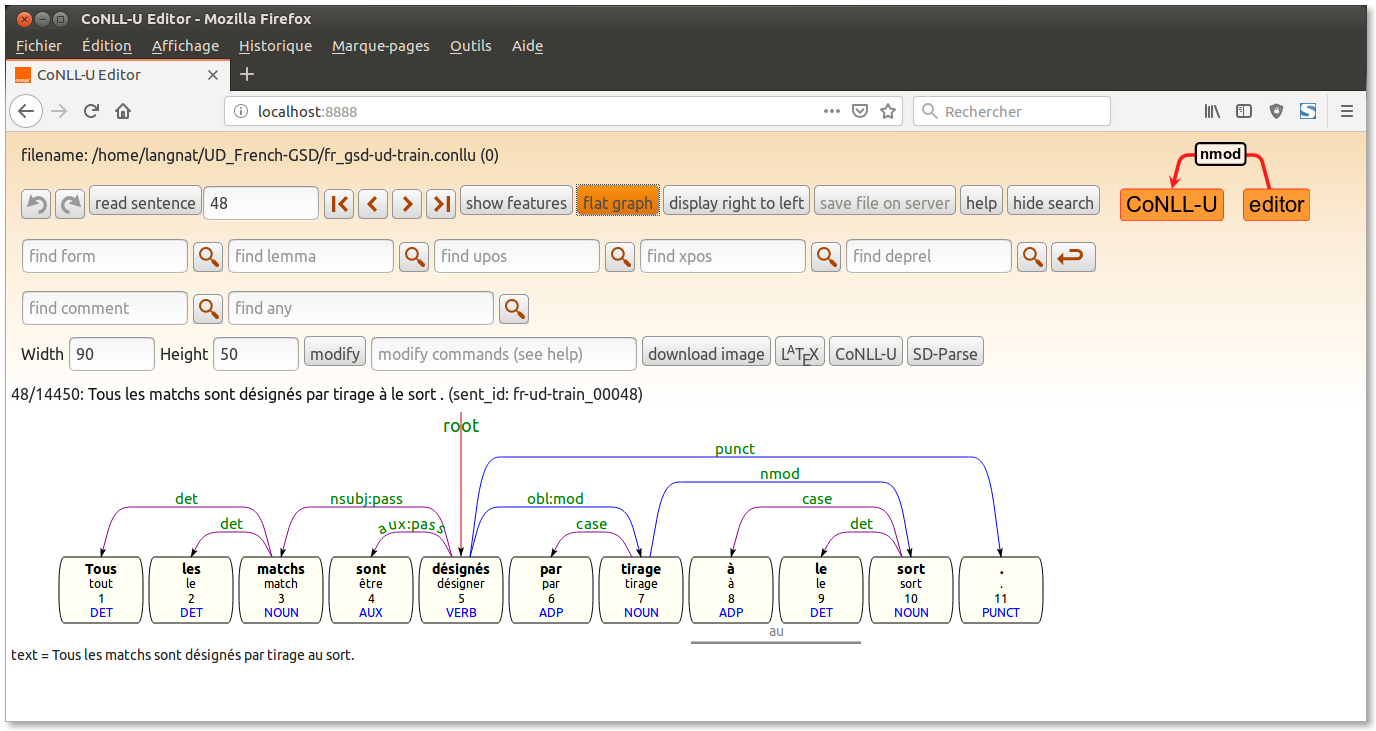 CoNLL-U Editor - Mozilla Firefox
Fichier Édition Affichage Historique Marque-pages Outils Aide
CoNLL-U Editor
localhost:8888 Rechercher
filename: /home/langnat/UD_French-GSD/fr_gsd-ud-train.conllu (0)
nmod
read sentence 48 show features flat graph display right to left save file on server help hide search
CoNLL-U editor
find form find lemma find upos find xpos find deprel
find comment find any
Width 90 Height 50 modify modify commands (see help) download image LATEX CoNLL-U SD-Parse
48/14450: Tous les matchs sont désignés par tirage à le sort . (sent_id: fr-ud-train_00048)
root
punct
nmod
det nsubj:pass obl:mod case
det aux:pass case det
Tous les matchs sont désignés par tirage à le sort .
tout le match être désigner par tirage à le sort .
1 2 3 4 5 6 7 8 9 10 11
DET DET NOUN AUX VERB ADP NOUN ADP DET NOUN PUNCT
au
text = Tous les matchs sont désignés par tirage au sort.